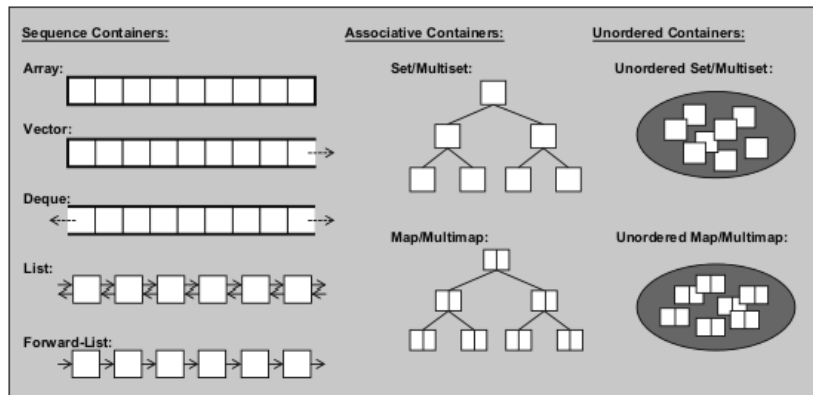 Sequence Containers:
Array:
Vector:
Deque:
List:
Forward-List:
Associative Containers:
Set/Multiset:
Map/Multimap:
Unordered Containers:
Unordered Set/Multiset:
Unordered Map/Multimap: